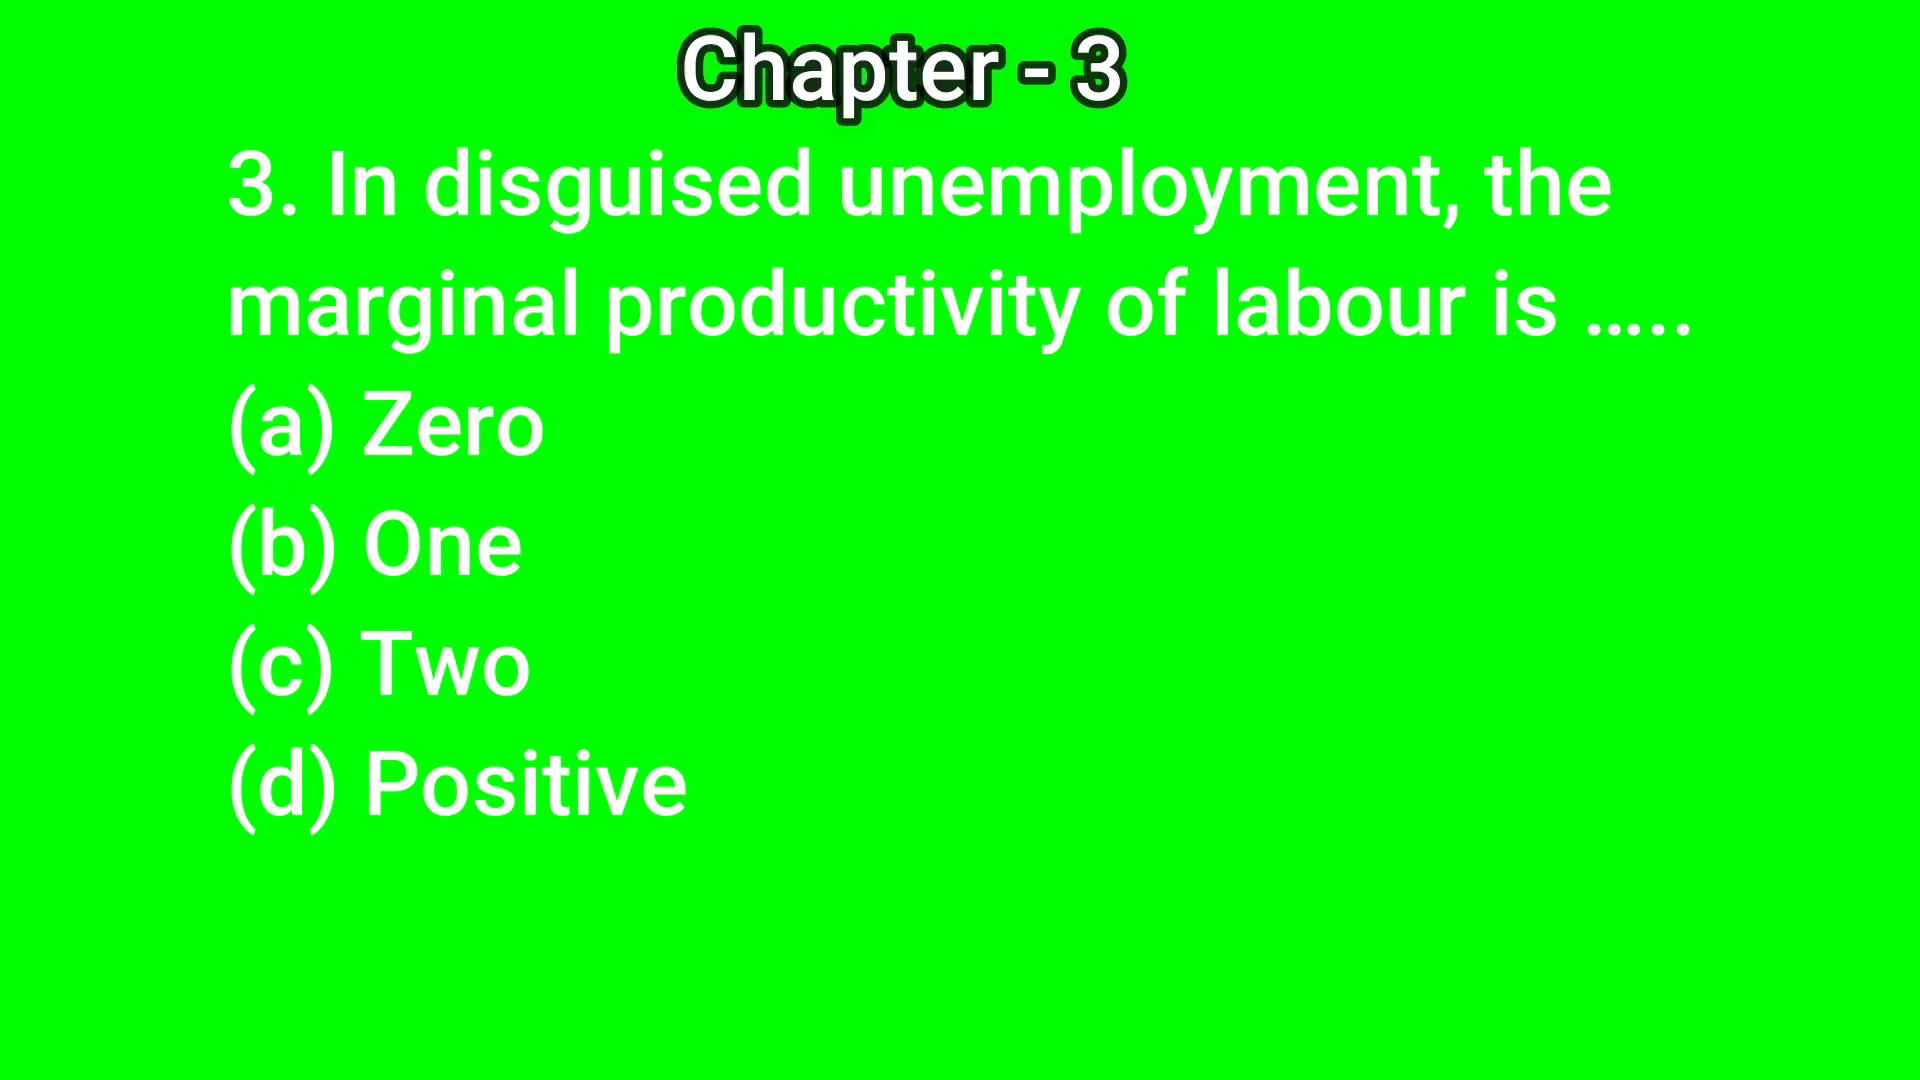 Chapter - 3
3. In disguised unemployment, the
marginal productivity of labour is .....
(a) Zero
(b) One
(c) Two
(d) Positive